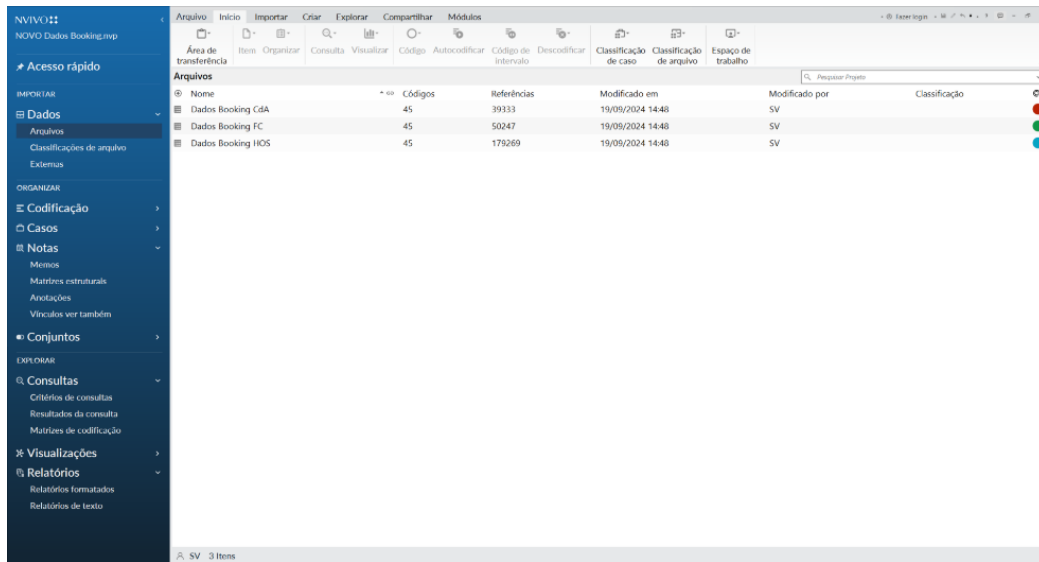 NVIVO
NOVO Dados Booking.nvp
Acesso rápido
IMPORTAR
Dados
Arquivos
Classificações de arquivo
Externas
ORGANIZAR
Codificação
Casos
Notas
Memos
Matrizes estruturais
Anotações
Vínculos ver também
Conjuntos
EXPLORAR
Consultas
Critérios de consultas
Resultados da consulta
Matrizes de codificação
Visualizações
Relatórios
Relatórios formatados
Relatórios de texto
Arquivo Início Importar Criar Explorar Compartilhar Módulos
Fazer login
Área de transferência Item Organizar Consulta Visualizar Código Autocodificar Código de intervalo Descodificar Classificação de caso Classificação de arquivo Espaço de trabalho
Arquivos
Pesquisar Projeto
Nome Códigos Referências Modificado em Modificado por Classificação
Dados Booking CdA 45 39333 19/09/2024 14:48 SV
Dados Booking FC 45 50247 19/09/2024 14:48 SV
Dados Booking HOS 45 179269 19/09/2024 14:48 SV
SV 3 Itens